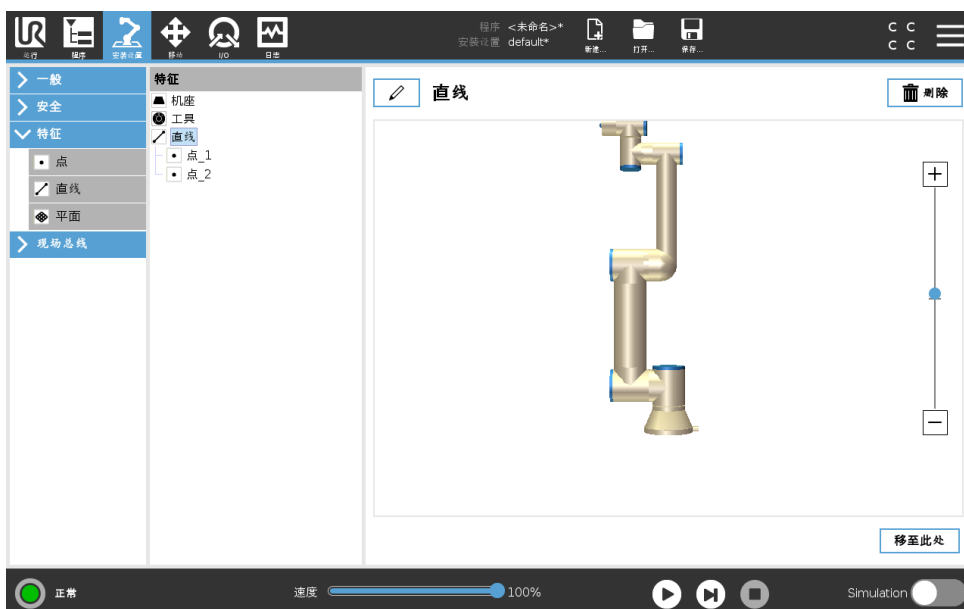 程序 <未命名>*
安装设置 default*
运行 程序 安装设置 移动 I/O 日志 新建... 打开... 保存...
C C
C C
一般
安全
特征
点
直线
平面
现场总线
特征
机座
工具
直线
点_1
点_2
直线
删除
移至此处
正常
速度
100%
Simulation